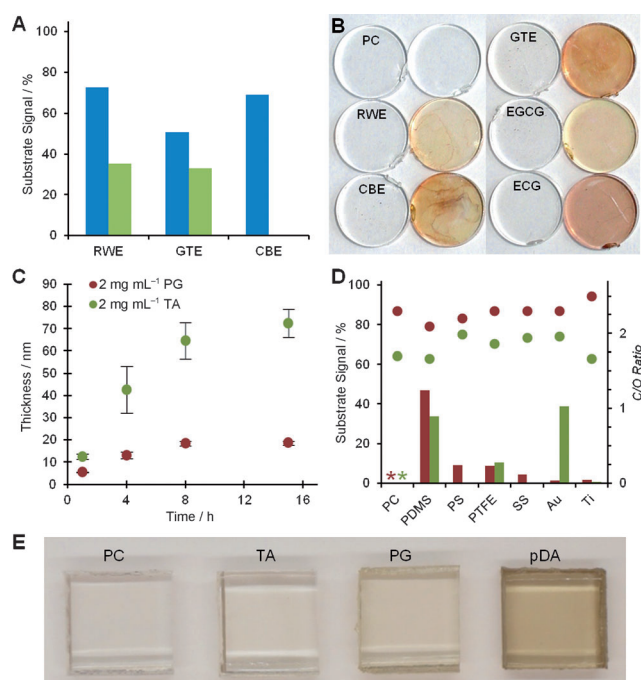 A
100
80
60
40
20
0
Substrate Signal / %
RWE GTE CBE
B
PC GTE
RWE EGCG
CBE ECG
C
2 mg mL⁻¹ PG
2 mg mL⁻¹ TA
90
80
70
60
50
40
30
20
10
0
Thickness / nm
0 4 8 12 16
Time / h
D
100
80
60
40
20
0
Substrate Signal / %
* *
2
1
0
C/O Ratio
PC PDMS PS PTFE SS Au Ti
E
PC TA PG pDA